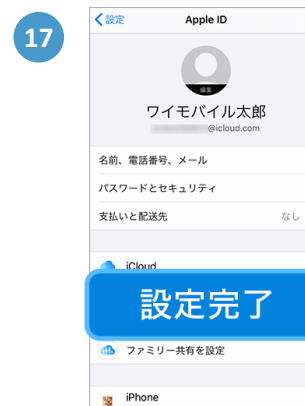 17
設定
Apple ID
編集
ワイモバイル太郎
@icloud.com
名前、電話番号、メール
パスワードとセキュリティ
支払いと配送先 なし
iCloud
設定完了
ファミリー共有を設定
iPhone